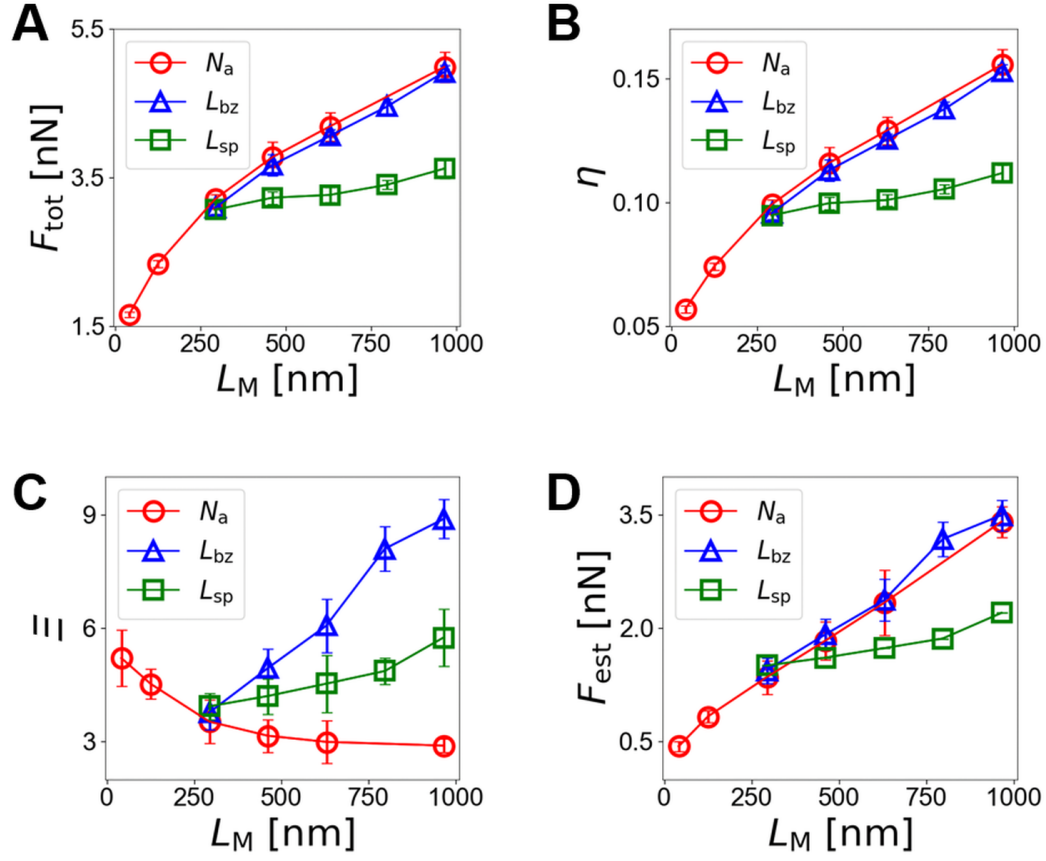 A
5.5
3.5
1.5
F_tot [nN]
N_a
L_bz
L_sp
0 250 500 750 1000
L_M [nm]
B
0.15
0.10
0.05
η
N_a
L_bz
L_sp
0 250 500 750 1000
L_M [nm]
C
9
6
3
Ξ
N_a
L_bz
L_sp
0 250 500 750 1000
L_M [nm]
D
3.5
2.0
0.5
F_est [nN]
N_a
L_bz
L_sp
0 250 500 750 1000
L_M [nm]